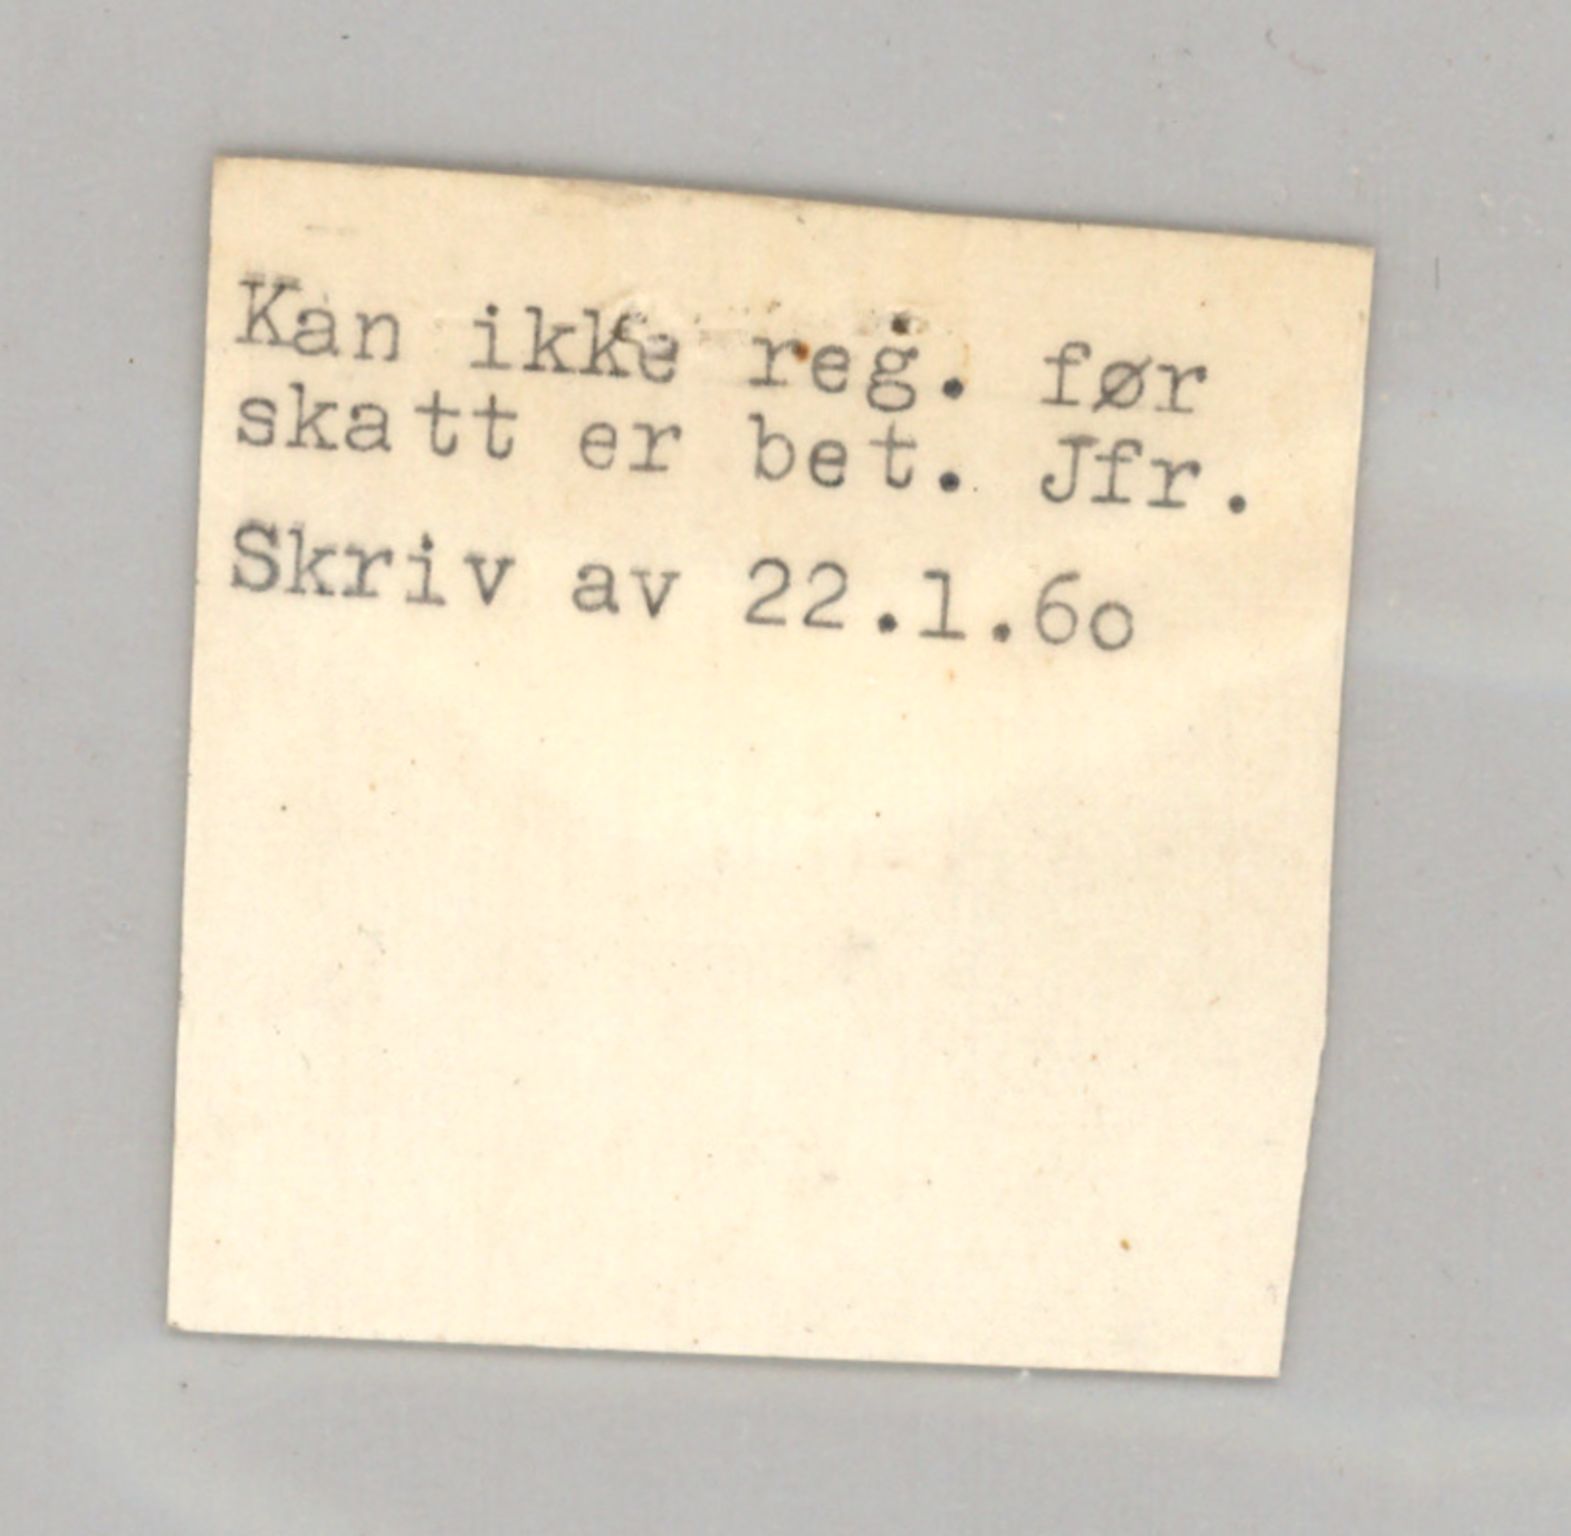 Kan ikke reg. før
skatt er bet. Jfr.
Skriv av 22.1.6o